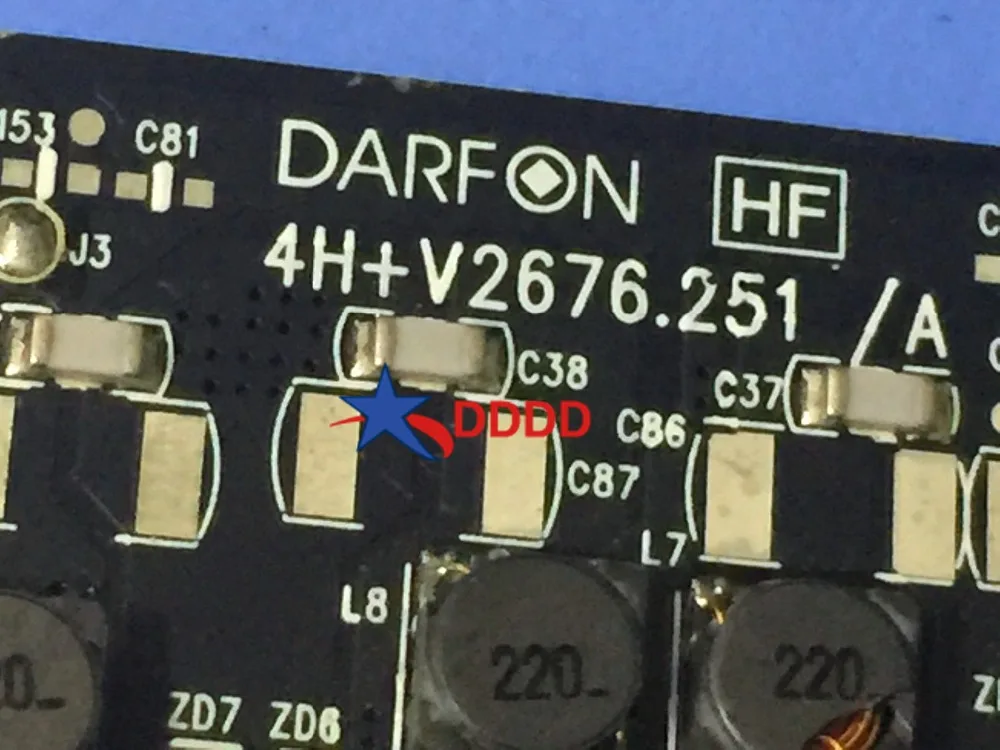 153
C81
DARFON HF
J3
4H+V2676.251 /A
C38
C37
DDDD
C86
C87
L7
L8
220
220
ZD7 ZD6